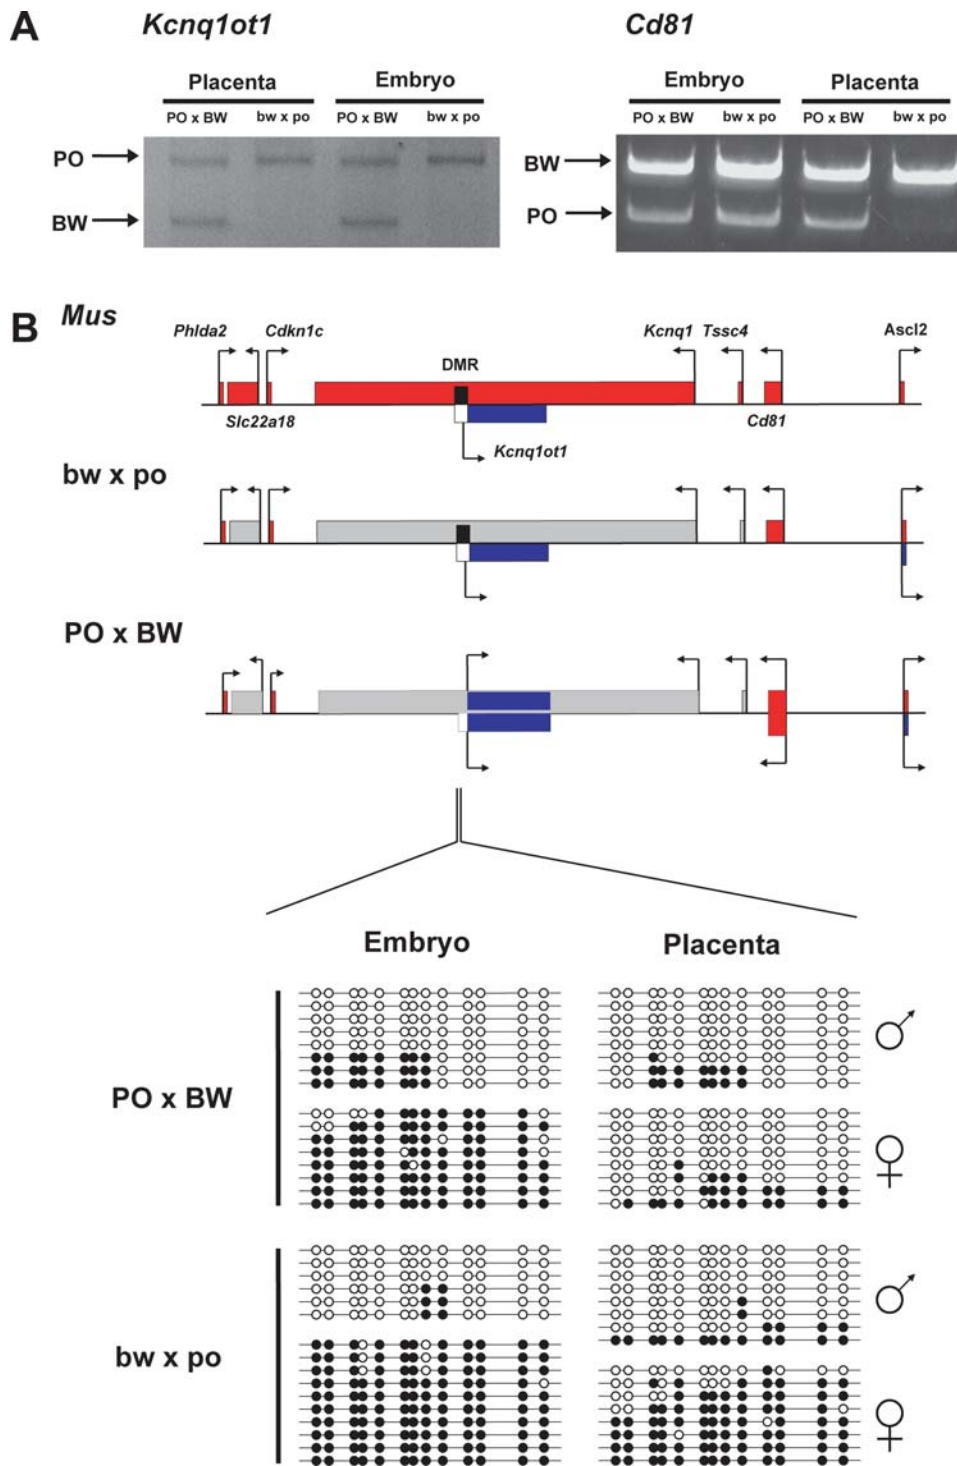 A
Kcnq1ot1
Cd81
Placenta
Embryo
Embryo
Placenta
PO x BW
bw x po
PO x BW
bw x po
PO x BW
bw x po
PO x BW
bw x po
PO
BW
BW
PO
B
Mus
Phlda2
Cdkn1c
Kcnq1
Tssc4
Ascl2
DMR
Slc22a18
Cd81
Kcnq1ot1
bw x po
PO x BW
Embryo
Placenta
PO x BW
♂
♀
bw x po
♂
♀